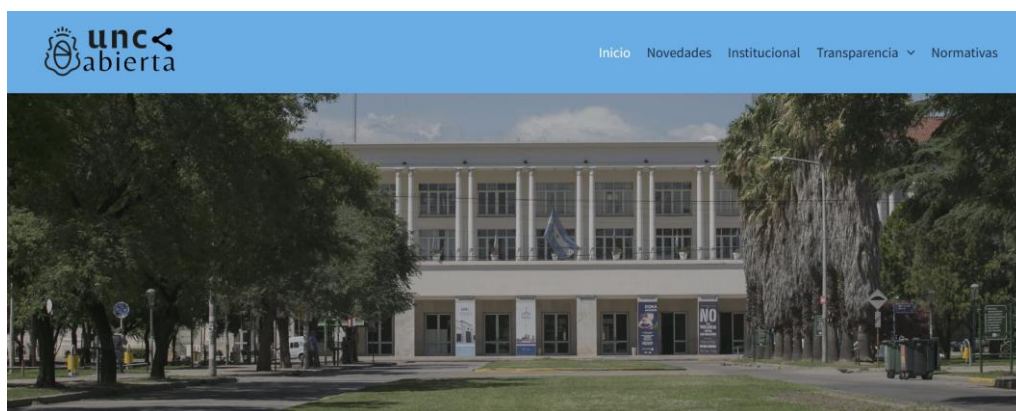 unc
abierta
Inicio Novedades Institucional Transparencia Normativas
NO